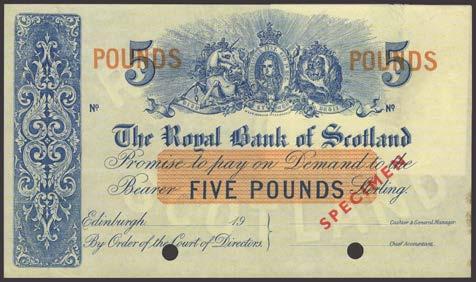 5 POUNDS POUNDS 5
No No
The Royal Bank of Scotland
Promise to pay on Demand to the
Bearer FIVE POUNDS Sterling.
SPECIMEN
Edinburgh 19
Cashier & General Manager.
By Order of the Court of Directors.
Chief Accountant.